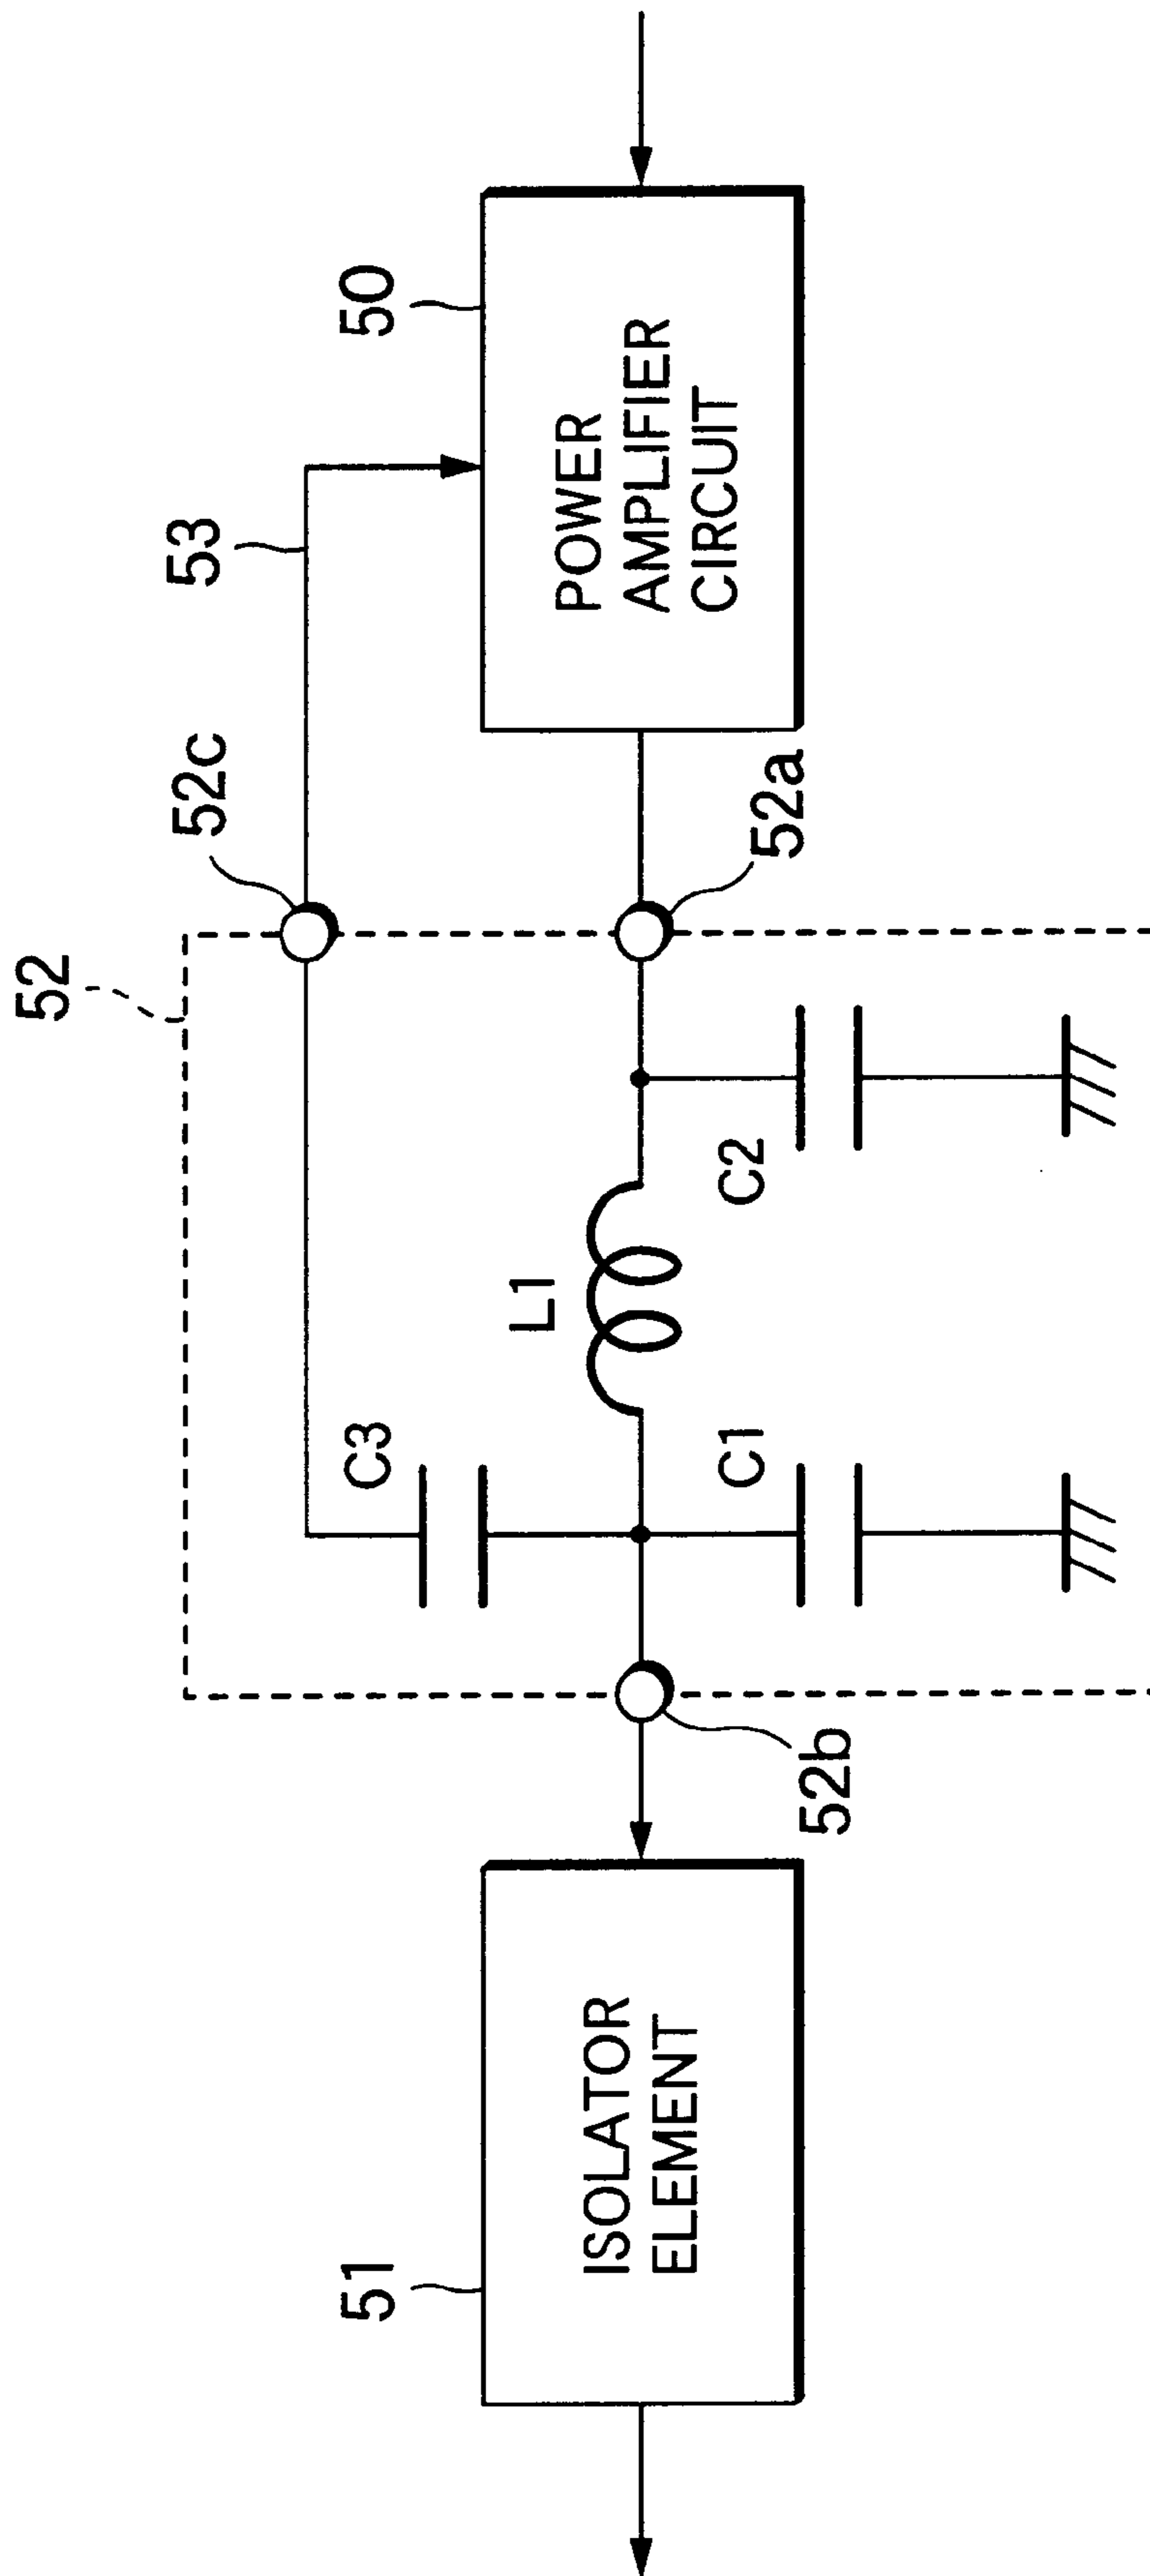 52
53
50
52c
POWER
AMPLIFIER
CIRCUIT
52a
C3
L1
C2
C1
52b
51
ISOLATOR
ELEMENT